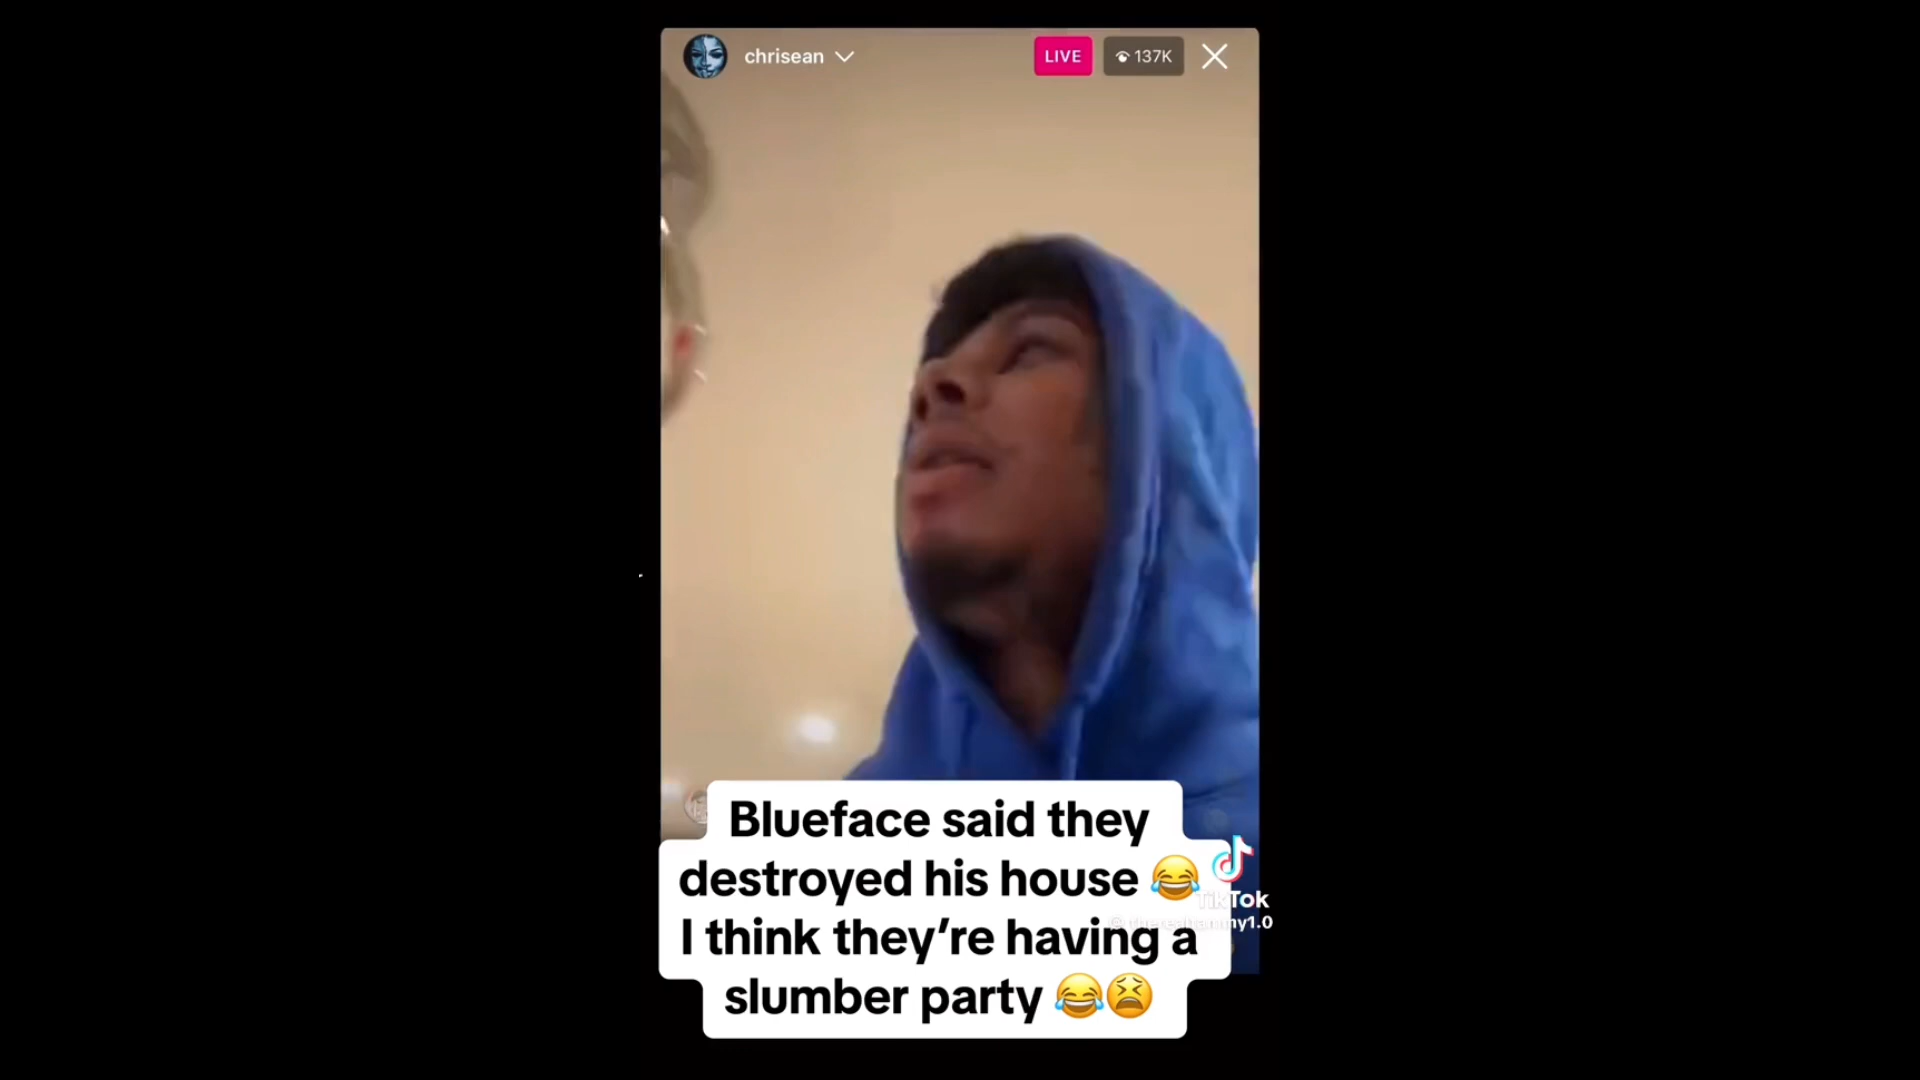 chrisean
LIVE
137K
Blueface said they
destroyed his house 😂
I think they’re having a
slumber party 😂😫
TikTok